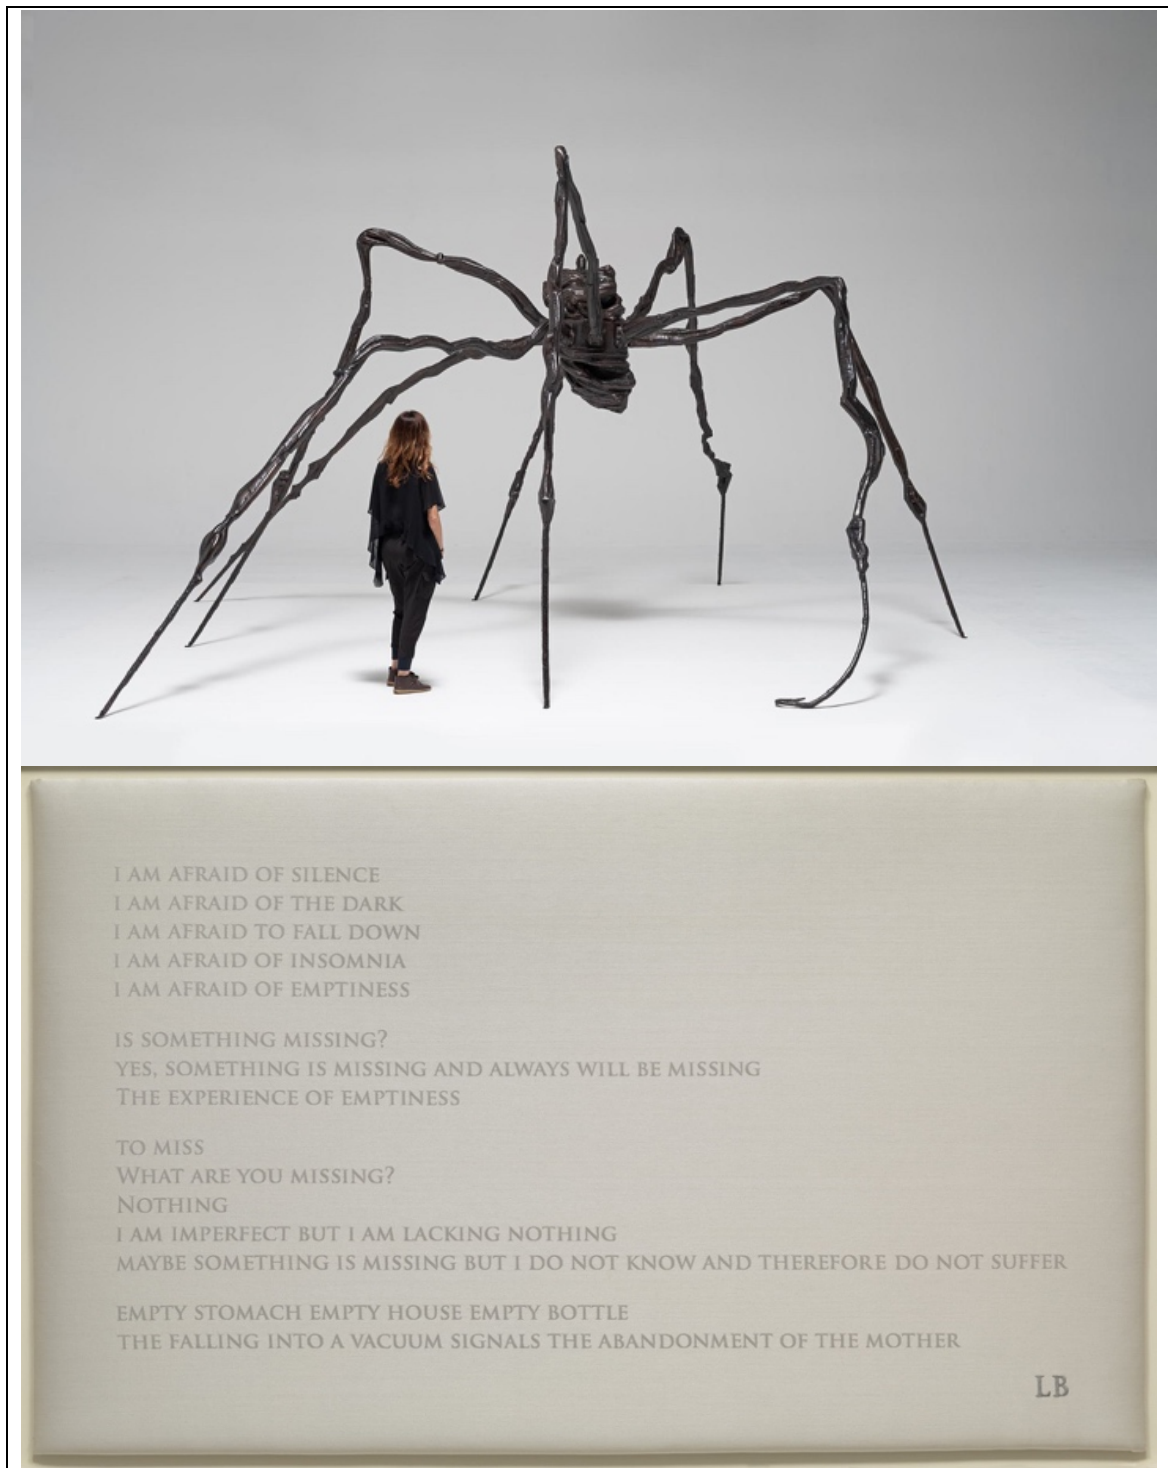 I AM AFRAID OF SILENCE
I AM AFRAID OF THE DARK
I AM AFRAID TO FALL DOWN
I AM AFRAID OF INSOMNIA
I AM AFRAID OF EMPTINESS
IS SOMETHING MISSING?
YES, SOMETHING IS MISSING AND ALWAYS WILL BE MISSING
THE EXPERIENCE OF EMPTINESS
TO MISS
WHAT ARE YOU MISSING?
NOTHING
I AM IMPERFECT BUT I AM LACKING NOTHING
MAYBE SOMETHING IS MISSING BUT I DO NOT KNOW AND THEREFORE DO NOT SUFFER
EMPTY STOMACH EMPTY HOUSE EMPTY BOTTLE
THE FALLING INTO A VACUUM SIGNALS THE ABANDONMENT OF THE MOTHER
LB